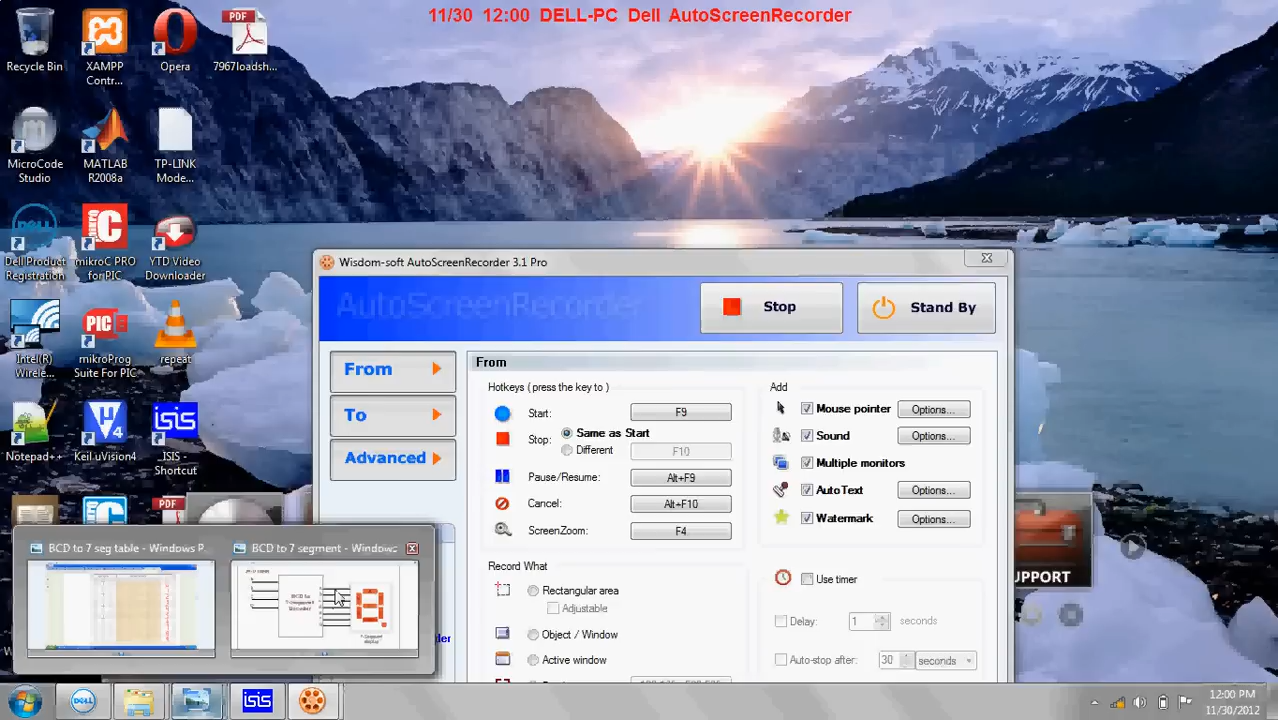 11/30 12:00 DELL-PC Dell AutoScreenRecorder
Recycle Bin
XAMPP Contr...
Opera
7967loadsh...
MicroCode Studio
MATLAB R2008a
TP-LINK Mode...
Dell Product Registration
mikroC PRO for PIC
YTD Video Downloader
Intel(R) Wirele...
mikroProg Suite For PIC
repeat
Notepad++
Keil uVision4
ISIS - Shortcut
Wisdom-soft AutoScreenRecorder 3.1 Pro
AutoScreenRecorder
Stop
Stand By
From
To
Advanced
From
Hotkeys ( press the key to )
Start: F9
Stop: Same as Start
Different F10
Pause/Resume: Alt+F9
Cancel: Alt+F10
ScreenZoom: F4
Record What
Rectangular area
Adjustable
Object / Window
Active window
Add
Mouse pointer Options...
Sound Options...
Multiple monitors
AutoText Options...
Watermark Options...
Use timer
Delay: 1 seconds
Auto-stop after: 30 seconds
BCD to 7 seg table - Windows P...
BCD to 7 segment - Windows
BCD to
UPPORT
12:00 PM
11/30/2012